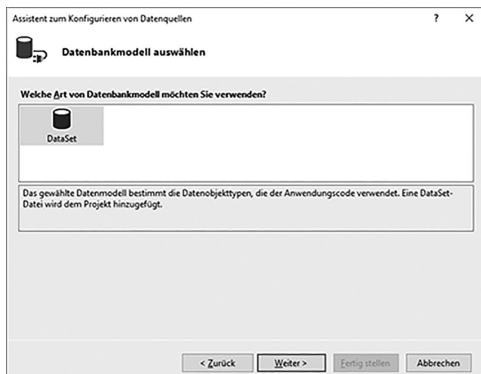 Assistent zum Konfigurieren von Datenquellen ? ×
Datenbankmodell auswählen
Welche Art von Datenbankmodell möchten Sie verwenden?
DataSet
Das gewählte Datenmodell bestimmt die Datenobjekttypen, die der Anwendungscode verwendet. Eine DataSet-
Datei wird dem Projekt hinzugefügt.
< Zurück Weiter > Fertig stellen Abbrechen